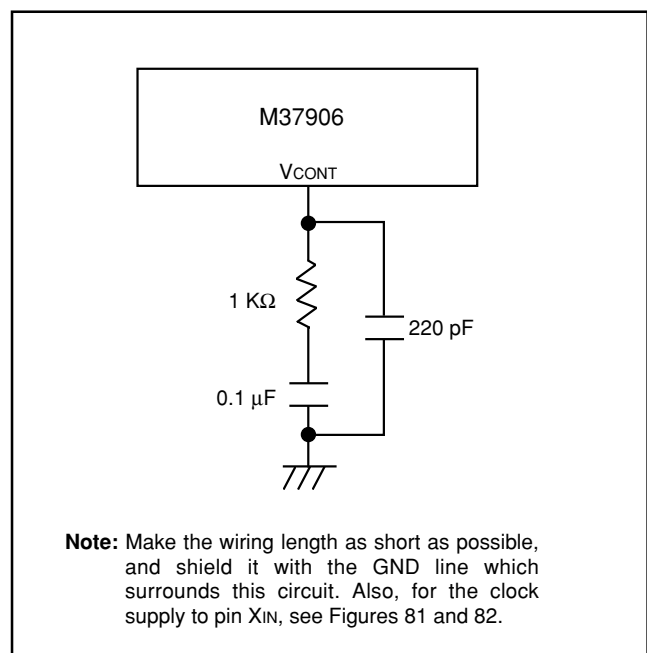 M37906
VCONT
1 KΩ
220 pF
0.1 μF
Note: Make the wiring length as short as possible,
and shield it with the GND line which
surrounds this circuit. Also, for the clock
supply to pin XIN, see Figures 81 and 82.